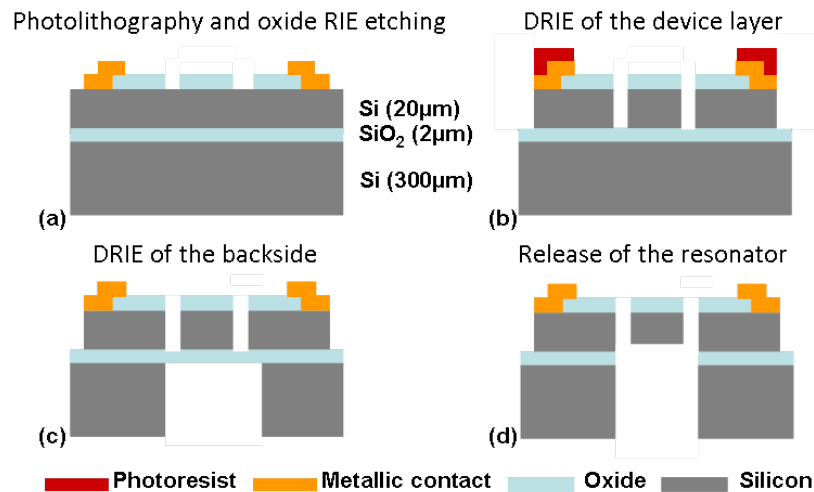 Photolithography and oxide RIE etching
DRIE of the device layer
Si (20µm)
SiO₂ (2µm)
Si (300µm)
(a)
(b)
DRIE of the backside
Release of the resonator
(c)
(d)
Photoresist
Metallic contact
Oxide
Silicon